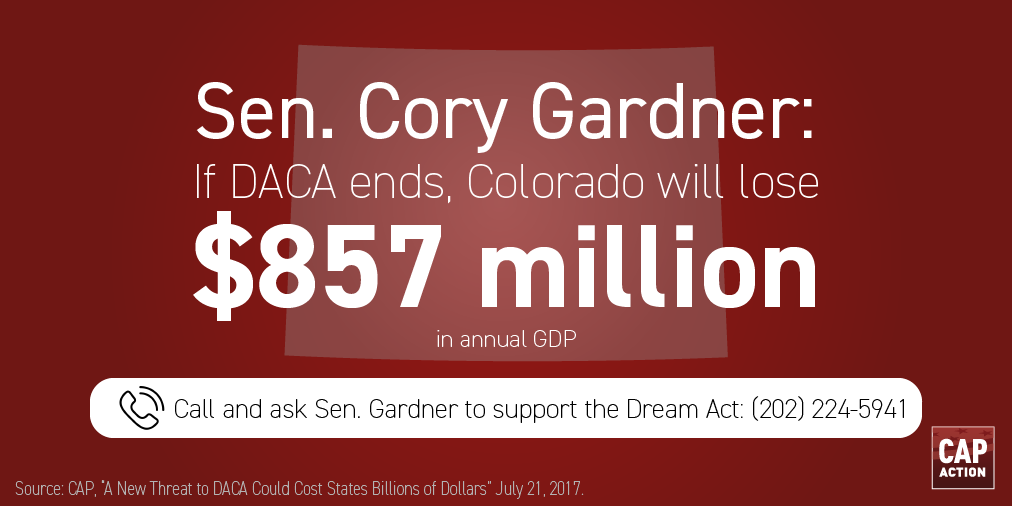 Sen. Cory Gardner:
If DACA ends, Colorado will lose
$857 million
in annual GDP
Call and ask Sen. Gardner to support the Dream Act: (202) 224-5941
CAP
ACTION
Source: CAP, "A New Threat to DACA Could Cost States Billions of Dollars" July 21, 2017.